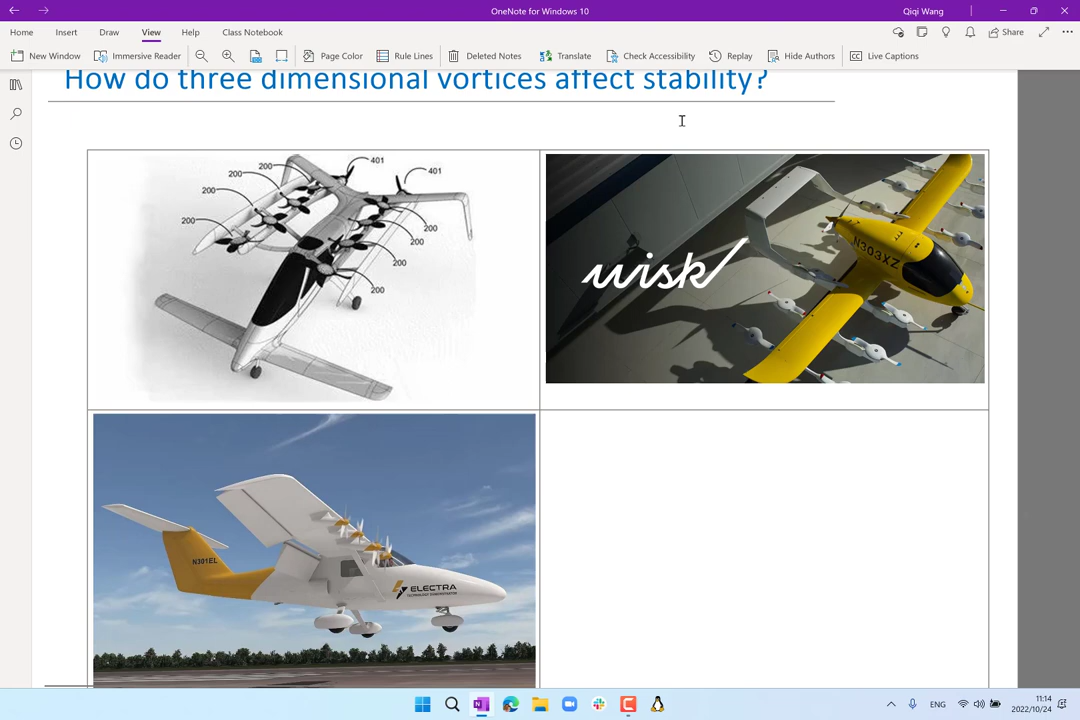 OneNote for Windows 10
Qiqi Wang
Home Insert Draw View Help Class Notebook
Share
New Window Immersive Reader Page Color Rule Lines Deleted Notes Translate Check Accessibility Replay Hide Authors Live Captions
How do three dimensional vortices affect stability?
401
200
401
200
200
200
200
200
200
200
wisk
N303XZ
N301EL
ELECTRA
TECHNOLOGY DEMONSTRATOR
ENG
11:14
2022/10/24